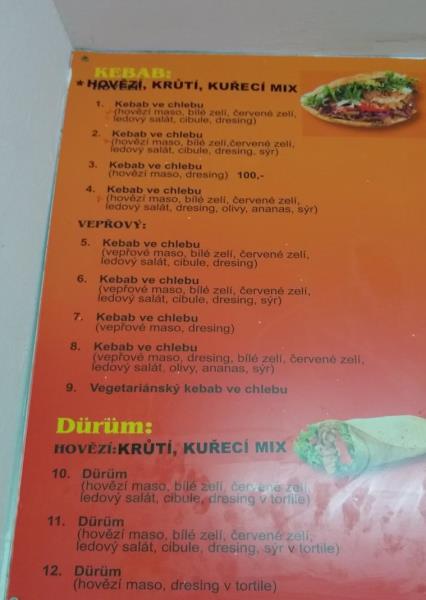 KEBAB:
* HOVĚZÍ, KRŮTÍ, KUŘECÍ MIX
1. Kebab ve chlebu
(hovězí maso, bílé zelí, červené zelí,
ledový salát, cibule, dresing)
2. Kebab ve chlebu
(hovězí maso, bílé zelí,červené zelí,
ledový salát, cibule, dresing, sýr)
3. Kebab ve chlebu
(hovězí maso, dresing) 100,-
4. Kebab ve chlebu
(hovězí maso, bílé zelí, červené zelí,
ledový salát, dresing, olivy, ananas, sýr)
VEPŘOVÝ:
5. Kebab ve chlebu
(vepřové maso, bílé zelí, červené zelí,
ledový salát, cibule, dresing)
6. Kebab ve chlebu
(vepřové maso, bílé zelí, červené zelí,
ledový salát, cibule, dresing, sýr)
7. Kebab ve chlebu
(vepřové maso, dresing)
8. Kebab ve chlebu
(vepřové maso, dresing, bílé zelí, červené zelí,
ledový salát, olivy, ananas, sýr)
9. Vegetariánský kebab ve chlebu
Dürüm:
HOVĚZÍ:KRŮTÍ, KUŘECÍ MIX
10. Dürüm
(hovězí maso, bílé zelí, červené zelí,
ledový salát, cibule, dresing v tortile)
11. Dürüm
(hovězí maso, bílé zelí, červené zelí,
ledový salát, cibule, dresing, sýr v tortile)
12. Dürüm
(hovězí maso, dresing v tortile)